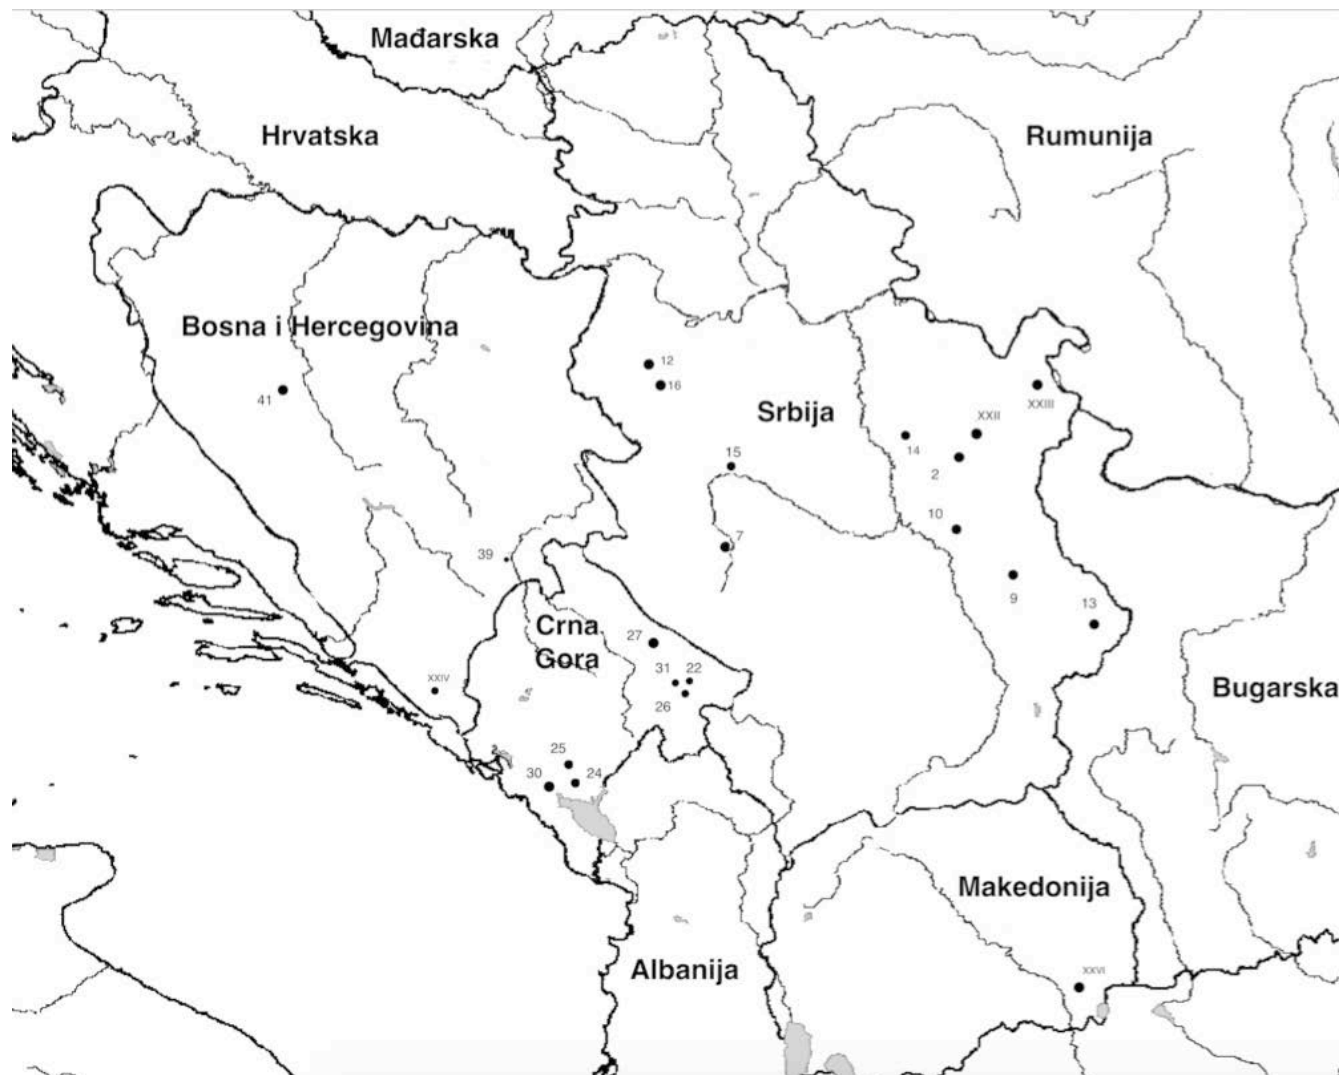 Mađarska
Hrvatska
Rumunija
Bosna i Hercegovina
41
12
16
Srbija
XXIII
XXII
14
2
15
10
7
39
9
13
Crna
Gora
27
31
22
26
XXIV
Bugarska
25
30
24
Makedonija
Albanija
XXVI